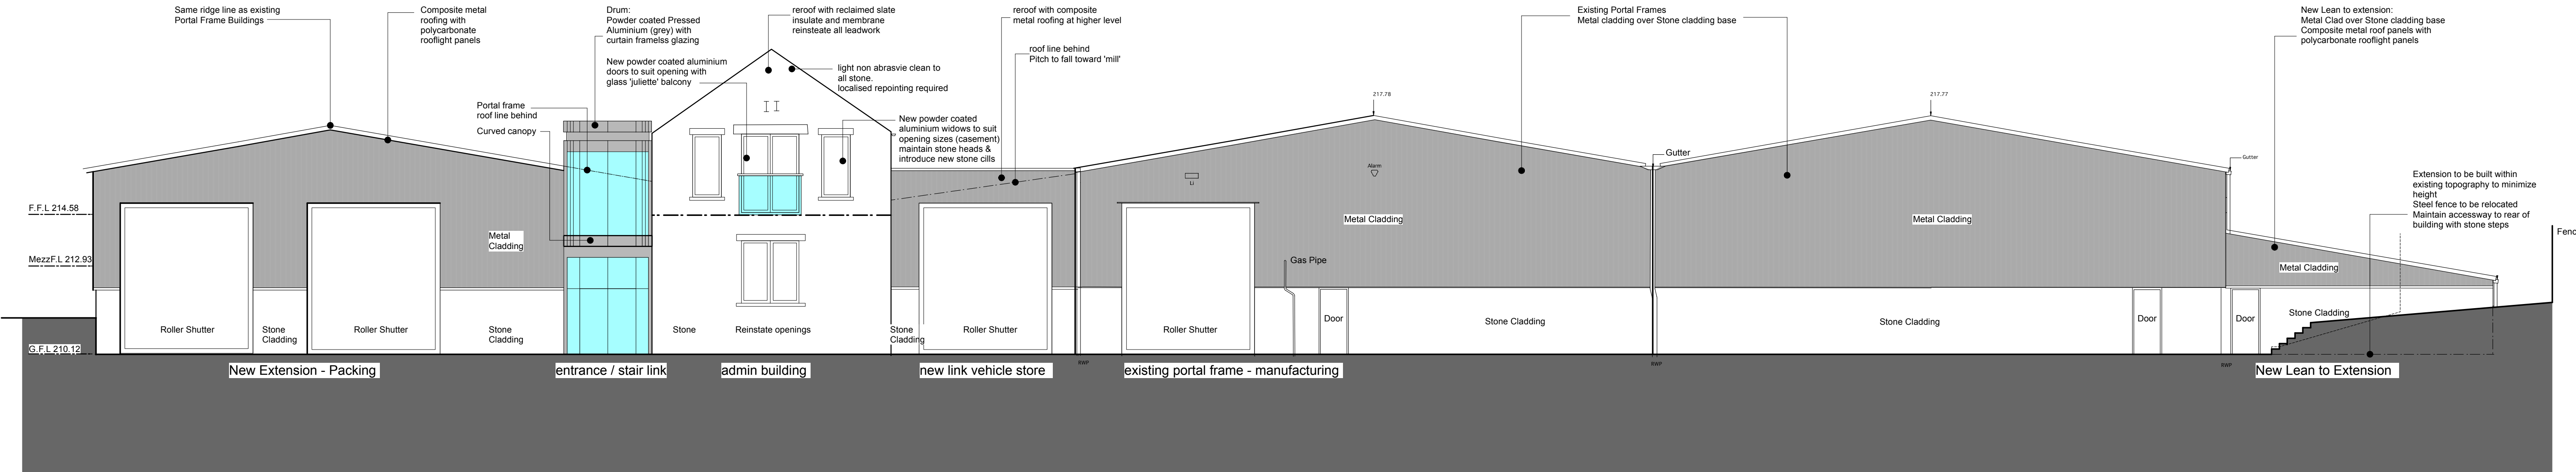 Same ridge line as existing
Portal Frame Buildings
Composite metal
roofing with
polycarbonate
rooflight panels
Drum:
Powder coated Pressed
Aluminium (grey) with
curtain framelss glazing
New powder coated aluminium
doors to suit opening with
glass 'juliette' balcony
reroof with reclaimed slate
insulate and membrane
reinsteate all leadwork
light non abrasvie clean to
all stone.
localised repointing required
reroof with composite
metal roofing at higher level
roof line behind
Pitch to fall toward 'mill'
Existing Portal Frames
Metal cladding over Stone cladding base
New Lean to extension:
Metal Clad over Stone cladding base
Composite metal roof panels with
polycarbonate rooflight panels
Portal frame
roof line behind
Curved canopy
New powder coated
aluminium widows to suit
opening sizes (casement)
maintain stone heads &
introduce new stone cills
217.78
217.77
Gutter
Gutter
Alarm
Li
Extension to be built within
existing topography to minimize
height
Steel fence to be relocated
Maintain accessway to rear of
building with stone steps
Fenc
F.F.L 214.58
MezzF.L 212.93
G.F.L 210.12
Metal
Cladding
Metal Cladding
Metal Cladding
Metal Cladding
Gas Pipe
Roller Shutter
Stone
Cladding
Roller Shutter
Stone
Cladding
Stone
Reinstate openings
Stone
Cladding
Roller Shutter
Roller Shutter
Door
Stone Cladding
Stone Cladding
Door
Door
Stone Cladding
RWP
RWP
RWP
New Extension - Packing
entrance / stair link
admin building
new link vehicle store
existing portal frame - manufacturing
New Lean to Extension